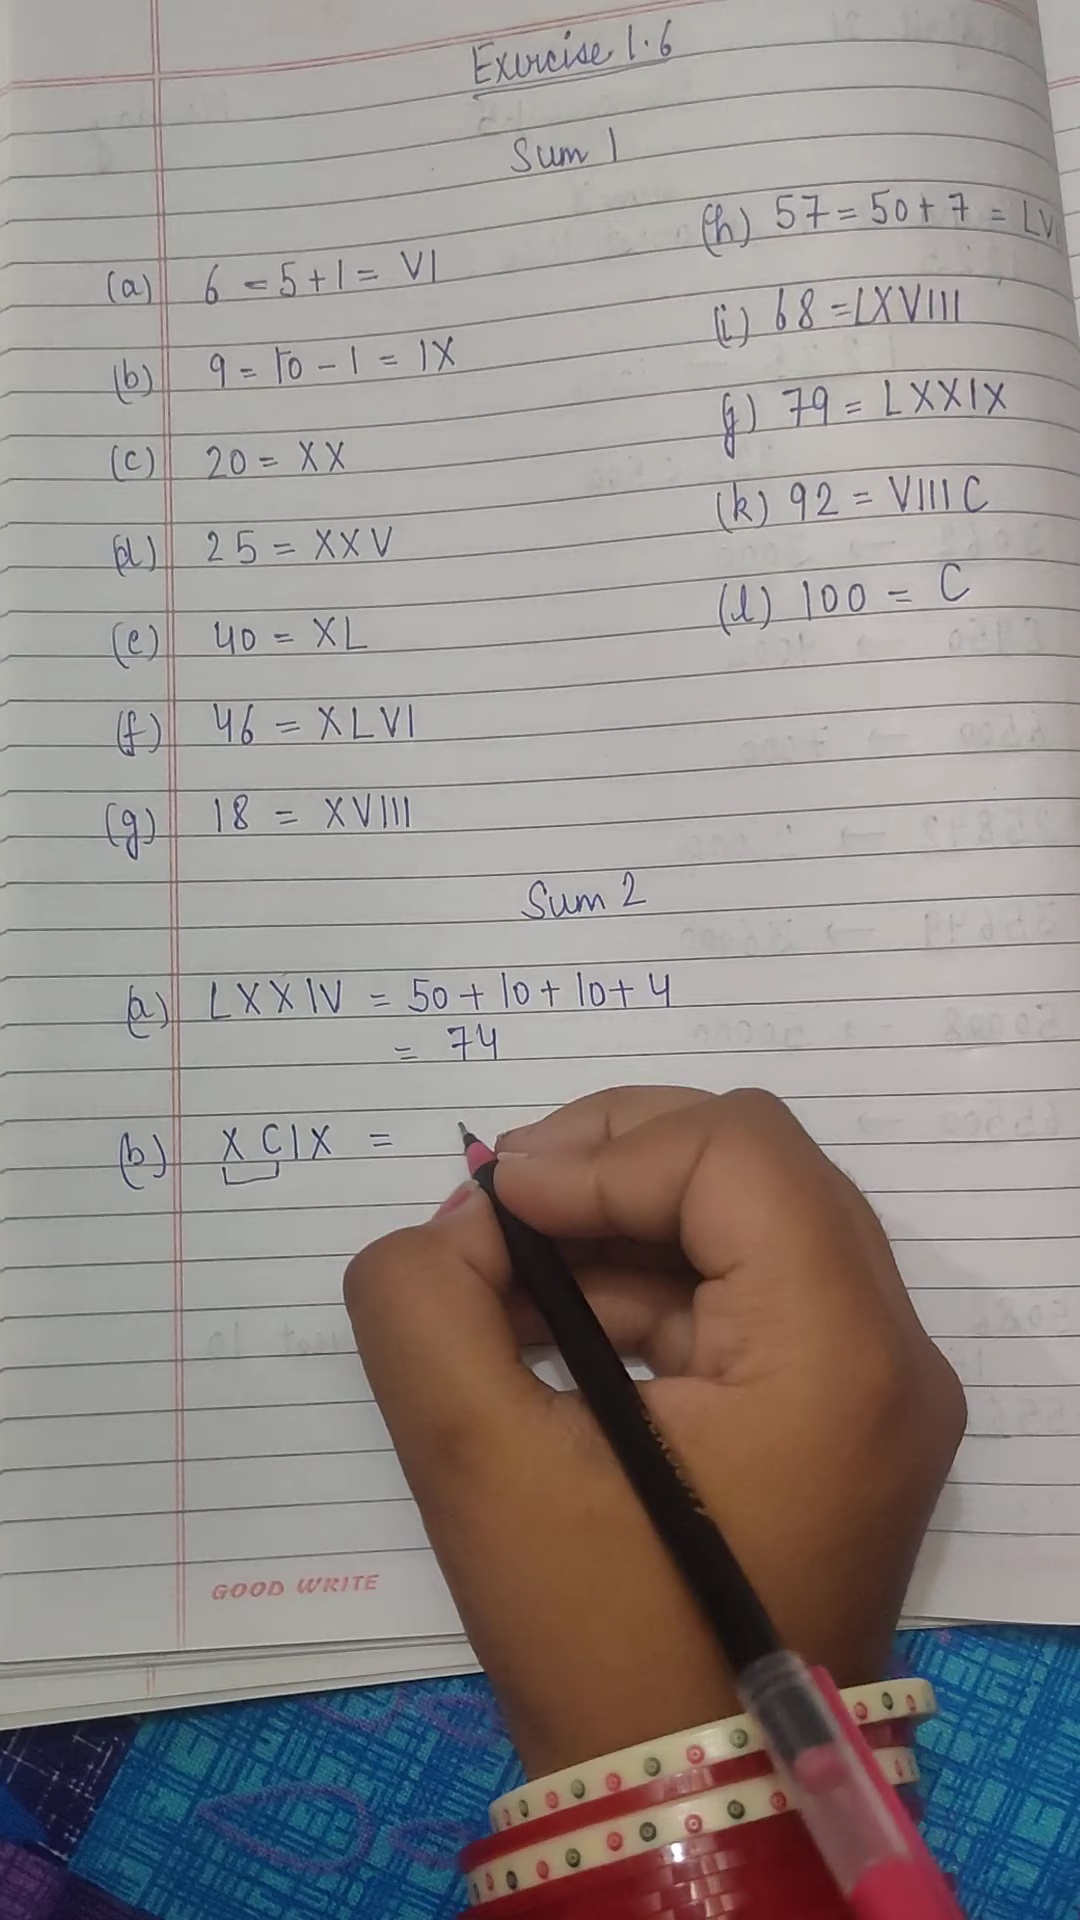 Exercise 1.6
Sum 1
(a) 6 = 5+1 = VI
(b) 9 = 10 - 1 = IX
(c) 20 = XX
(d) 25 = XXV
(e) 40 = XL
(f) 46 = XLVI
(g) 18 = XVIII
(h) 57 = 50+7 =
(i) 68 = LXVIII
(j) 79 = LXXIX
(k) 92 = VIIIC
(l) 100 = C
Sum 2
(a) LXXIV = 50+10+10+4
= 74
(b) XCIX =
GOOD WRITE